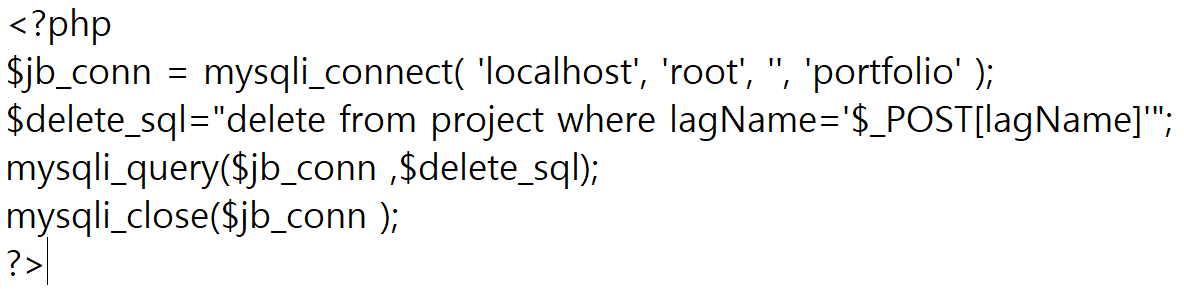 <?php
$jb_conn = mysqli_connect( 'localhost', 'root', '', 'portfolio' );
$delete_sql="delete from project where lagName='$_POST[lagName]'";
mysqli_query($jb_conn ,$delete_sql);
mysqli_close($jb_conn );
?>